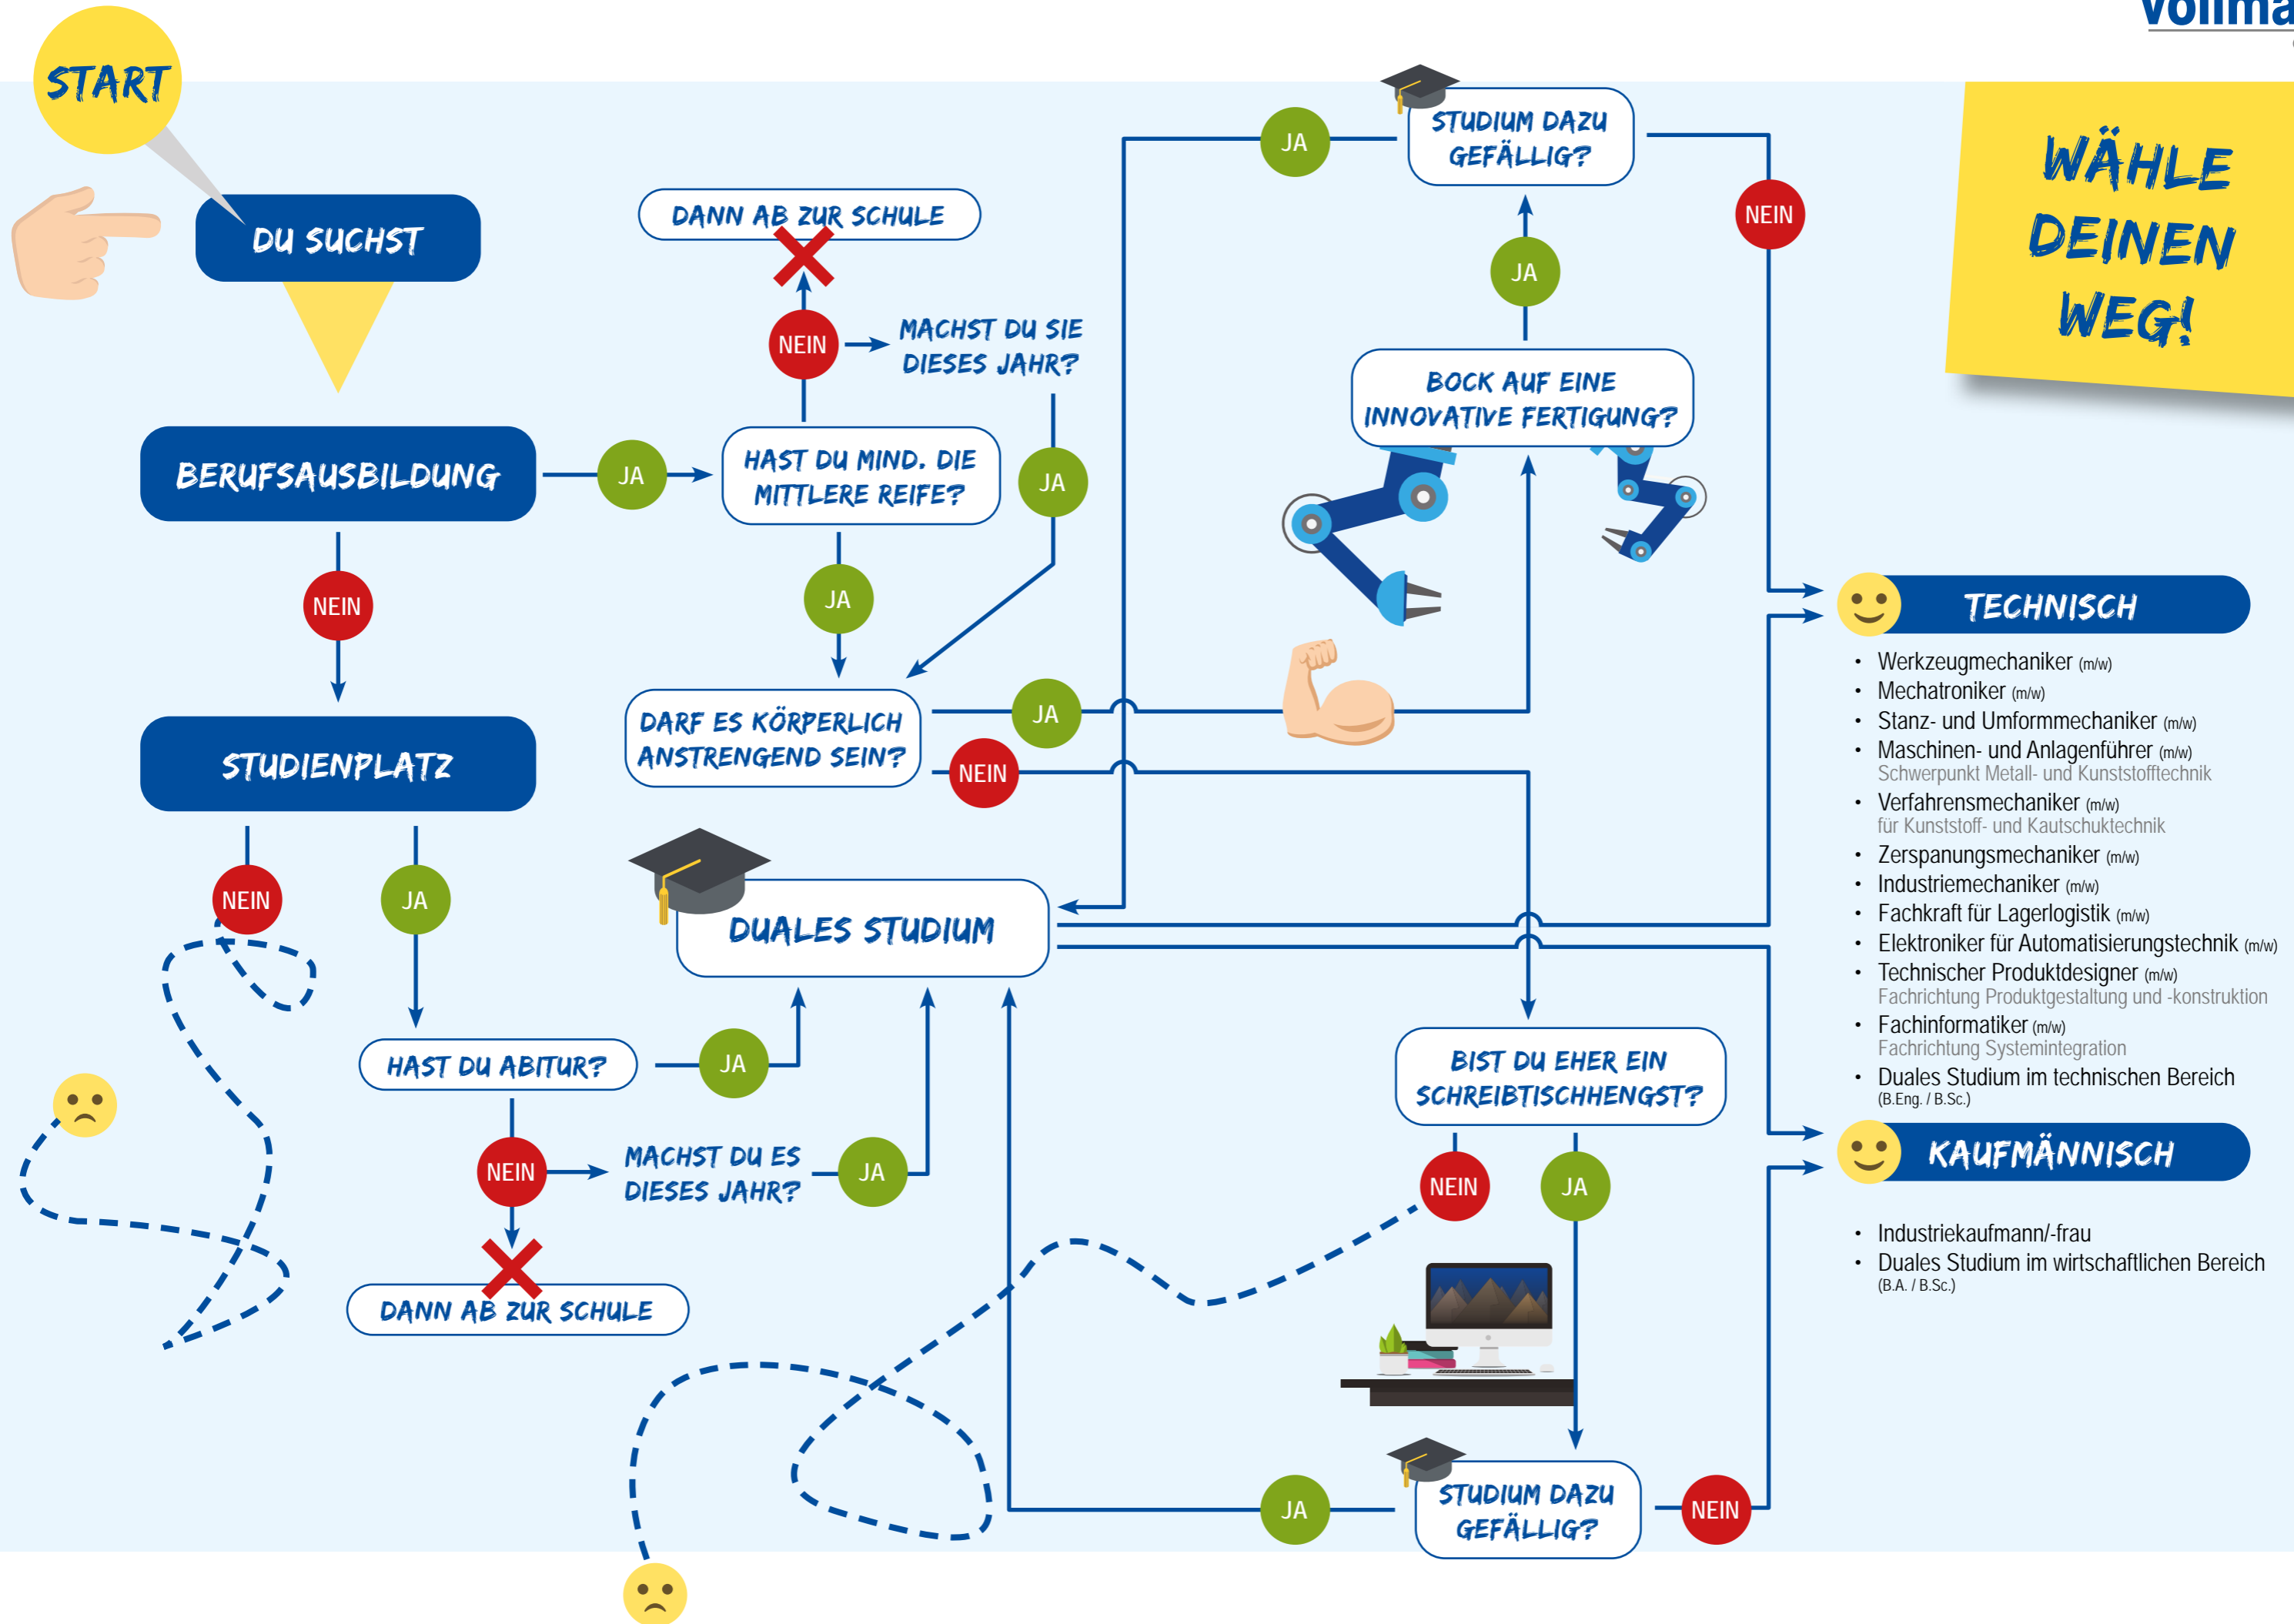 Vollma
START
DU SUCHST
BERUFSAUSBILDUNG
JA
NEIN
STUDIENPLATZ
NEIN
JA
DANN AB ZUR SCHULE
NEIN
MACHST DU SIE
DIESES JAHR?
HAST DU MIND. DIE
MITTLERE REIFE?
JA
JA
DARF ES KÖRPERLICH
ANSTRENGEND SEIN?
JA
NEIN
DUALES STUDIUM
HAST DU ABITUR?
JA
NEIN
MACHST DU ES
DIESES JAHR?
JA
DANN AB ZUR SCHULE
STUDIUM DAZU
GEFÄLLIG?
JA
NEIN
JA
BOCK AUF EINE
INNOVATIVE FERTIGUNG?
BIST DU EHER EIN
SCHREIBTISCHHENGST?
NEIN
JA
STUDIUM DAZU
GEFÄLLIG?
JA
NEIN
WÄHLE
DEINEN
WEG!
TECHNISCH
• Werkzeugmechaniker (m/w)
• Mechatroniker (m/w)
• Stanz- und Umformmechaniker (m/w)
• Maschinen- und Anlagenführer (m/w)
Schwerpunkt Metall- und Kunststofftechnik
• Verfahrensmechaniker (m/w)
für Kunststoff- und Kautschuktechnik
• Zerspanungsmechaniker (m/w)
• Industriemechaniker (m/w)
• Fachkraft für Lagerlogistik (m/w)
• Elektroniker für Automatisierungstechnik (m/w)
• Technischer Produktdesigner (m/w)
Fachrichtung Produktgestaltung und -konstruktion
• Fachinformatiker (m/w)
Fachrichtung Systemintegration
• Duales Studium im technischen Bereich
(B.Eng. / B.Sc.)
KAUFMÄNNISCH
• Industriekaufmann/-frau
• Duales Studium im wirtschaftlichen Bereich
(B.A. / B.Sc.)